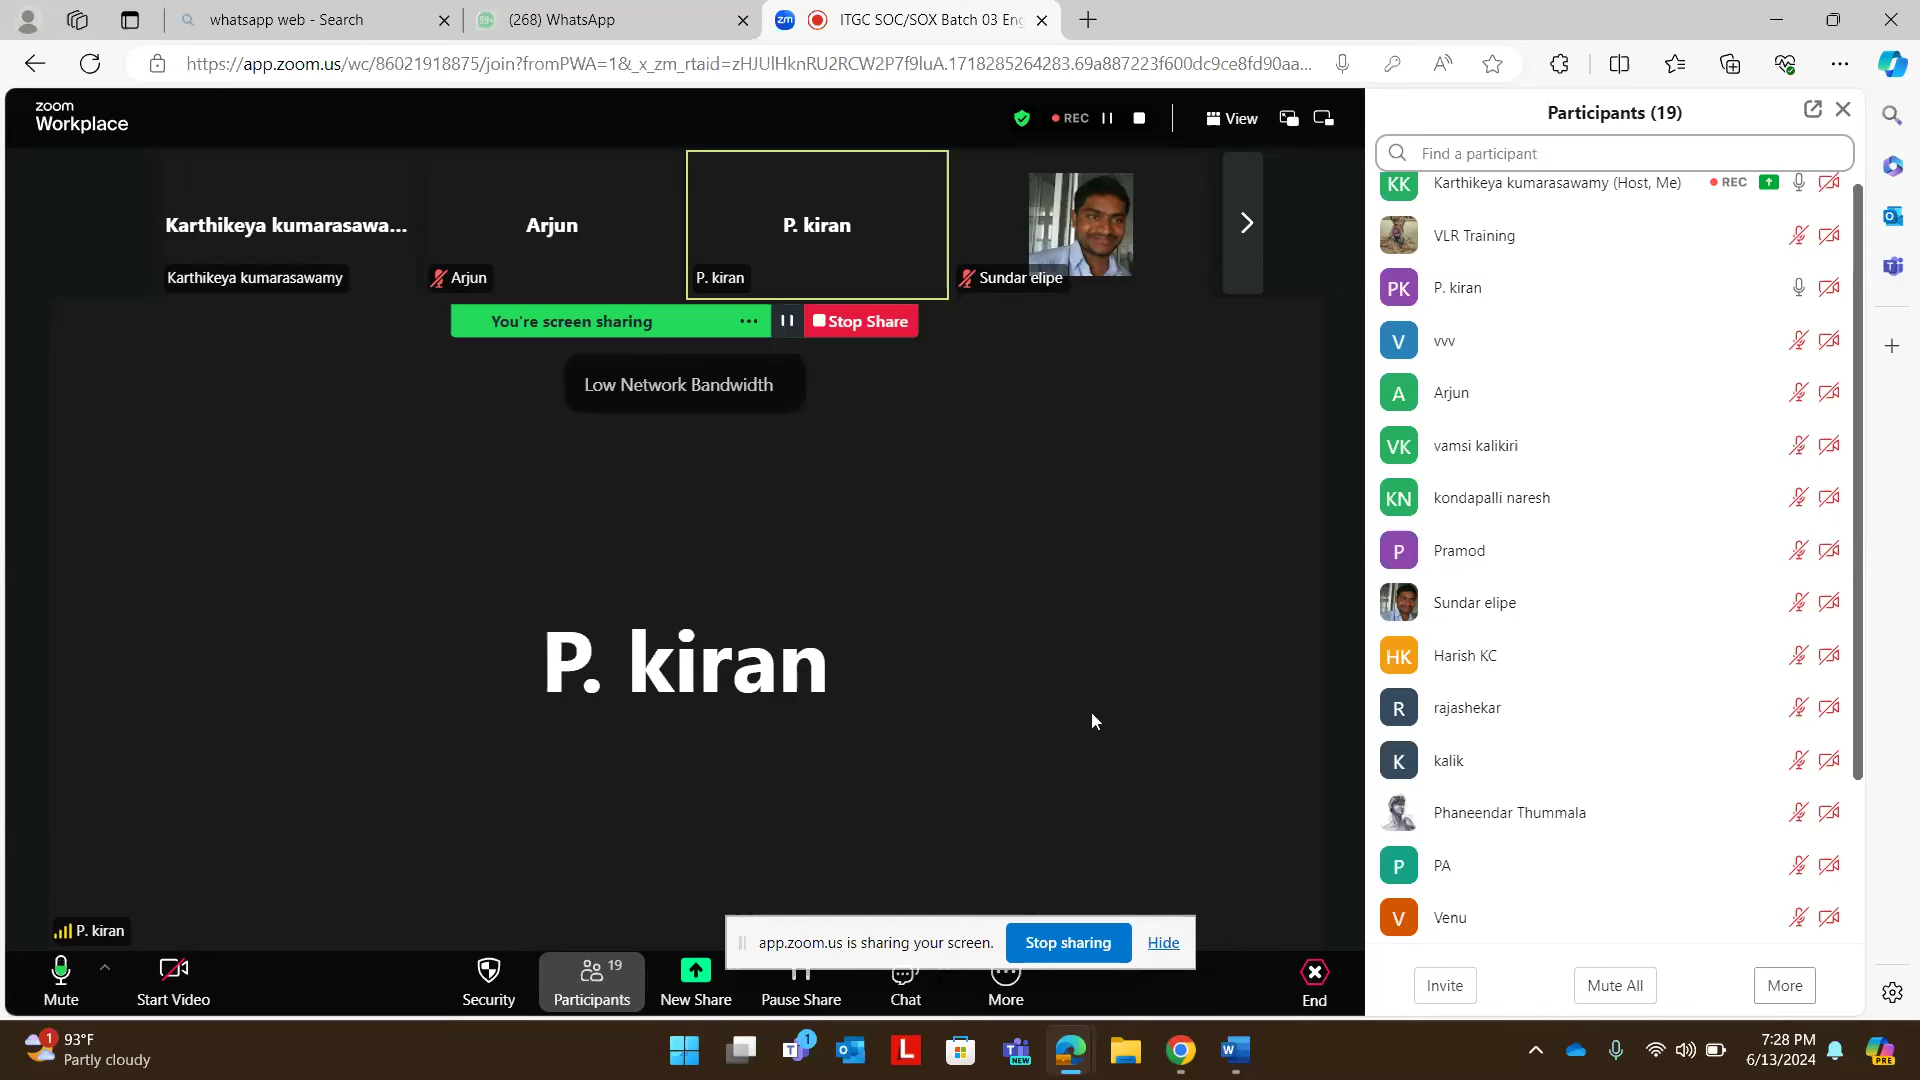 whatsapp web - Search
(268) WhatsApp
zm
ITGC SOC/SOX Batch 03 Eng
https://app.zoom.us/wc/86021918875/join?fromPWA=1&_x_zm_rtaid=zHJUlHknRU2RCW2P7f9luA.1718285264283.69a887223f600dc9ce8fd90aa...
zoom
Workplace
REC
View
Participants (19)
Find a participant
Karthikeya kumarasawa...
Karthikeya kumarasawamy
Arjun
Arjun
P. kiran
P. kiran
Sundar elipe
You're screen sharing
Stop Share
Low Network Bandwidth
P. kiran
P. kiran
KK Karthikeya kumarasawamy (Host, Me) REC
VLR Training
PK P. kiran
V vvv
A Arjun
VK vamsi kalikiri
KN kondapalli naresh
P Pramod
Sundar elipe
HK Harish KC
R rajashekar
K kalik
Phaneendar Thummala
P PA
V Venu
Invite
Mute All
More
app.zoom.us is sharing your screen.
Stop sharing
Hide
Mute
Start Video
Security
19
Participants
New Share
Pause Share
Chat
More
End
1
93°F
Partly cloudy
1
NEW
7:28 PM
6/13/2024
PRE